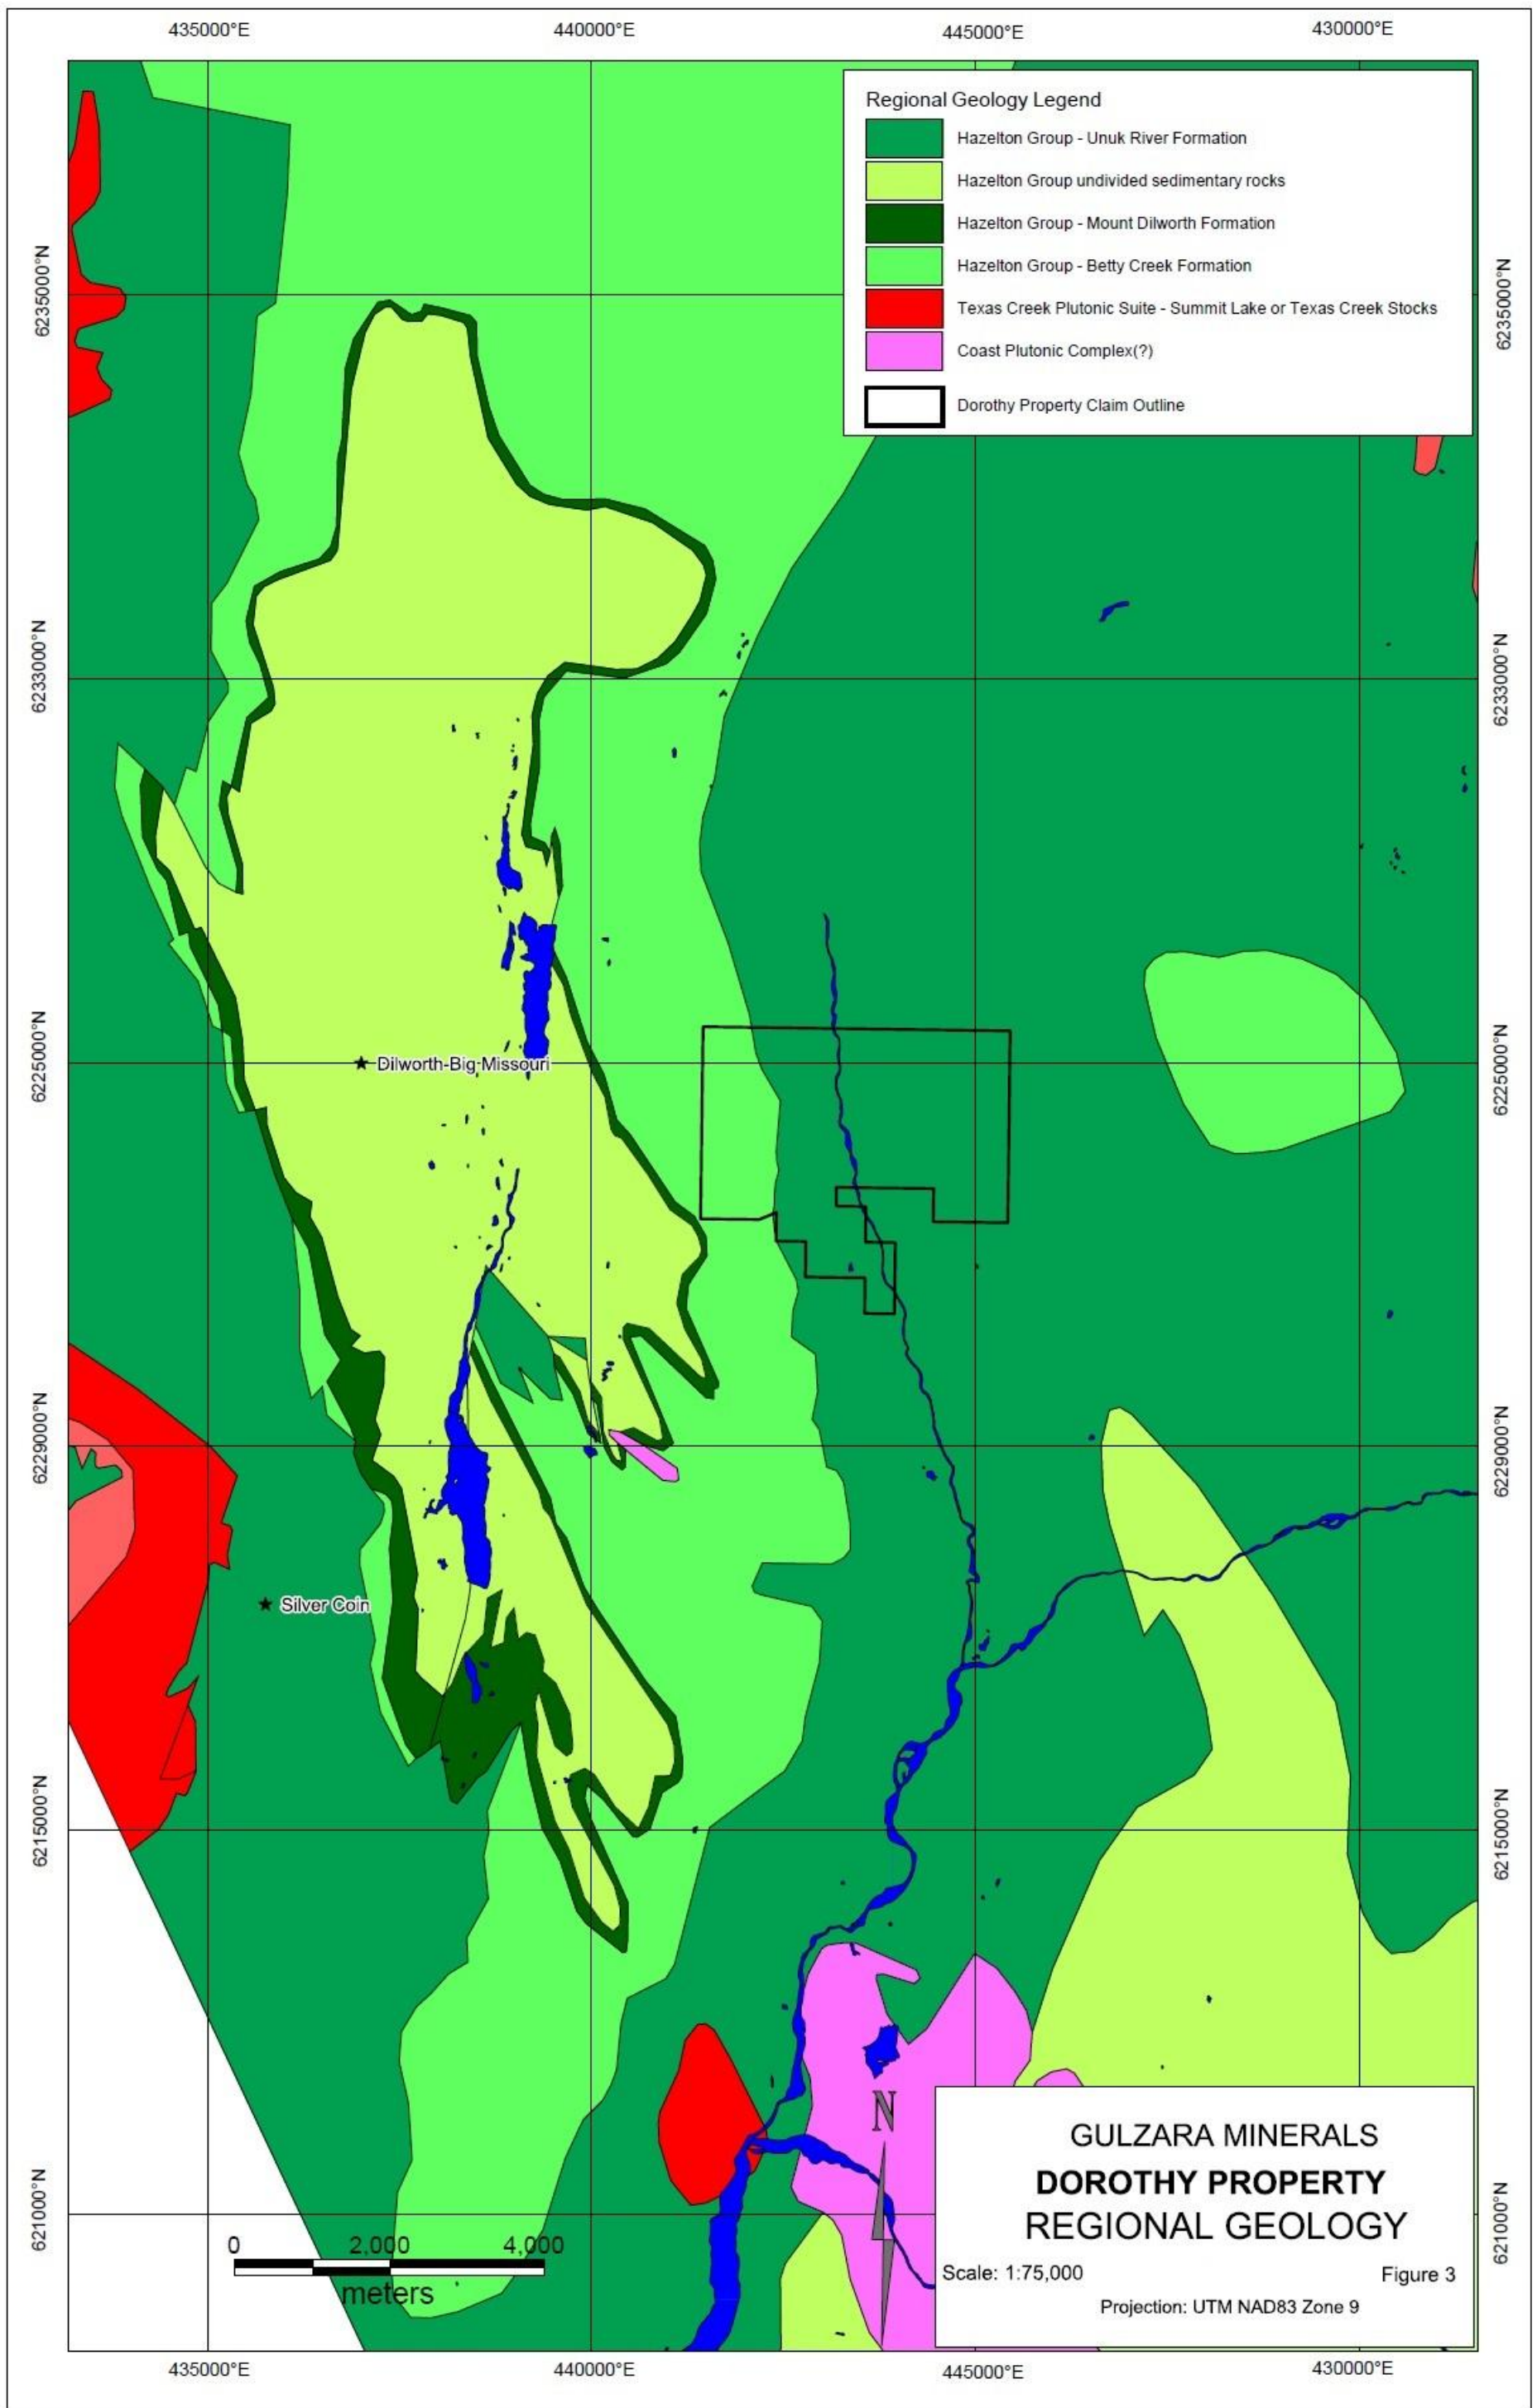 435000°E
440000°E
445000°E
430000°E
Regional Geology Legend
Hazelton Group - Unuk River Formation
Hazelton Group undivided sedimentary rocks
Hazelton Group - Mount Dilworth Formation
Hazelton Group - Betty Creek Formation
Texas Creek Plutonic Suite - Summit Lake or Texas Creek Stocks
Coast Plutonic Complex(?)
Dorothy Property Claim Outline
6235000°N
6235000°N
6233000°N
6233000°N
6225000°N
6225000°N
Dilworth-Big Missouri
6229000°N
6229000°N
Silver Coin
6215000°N
6215000°N
6210000°N
6210000°N
N
0 2,000 4,000
meters
GULZARA MINERALS
DOROTHY PROPERTY
REGIONAL GEOLOGY
Scale: 1:75,000
Figure 3
Projection: UTM NAD83 Zone 9
435000°E
440000°E
445000°E
430000°E